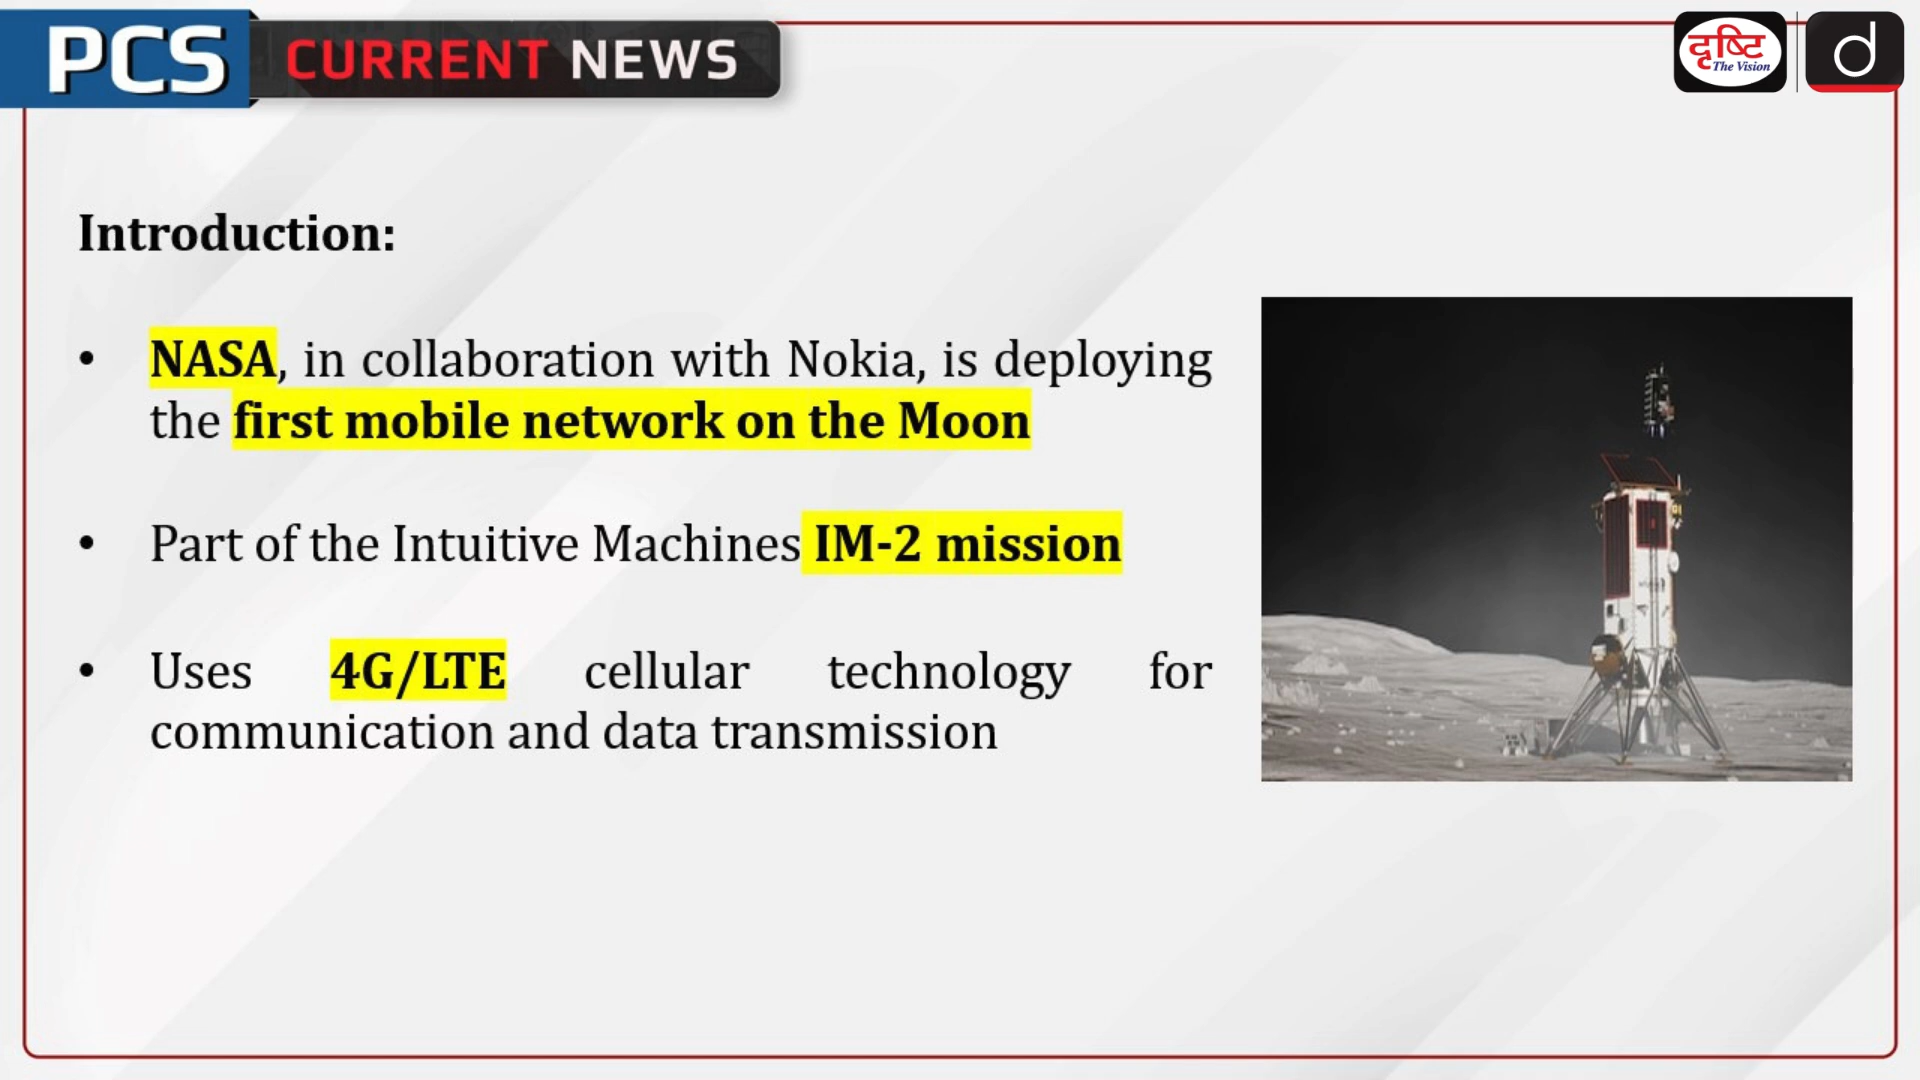 PCS CURRENT NEWS
दृष्टि
The Vision
d
Introduction:
• NASA, in collaboration with Nokia, is deploying
the first mobile network on the Moon
• Part of the Intuitive Machines IM-2 mission
• Uses 4G/LTE cellular technology for
communication and data transmission